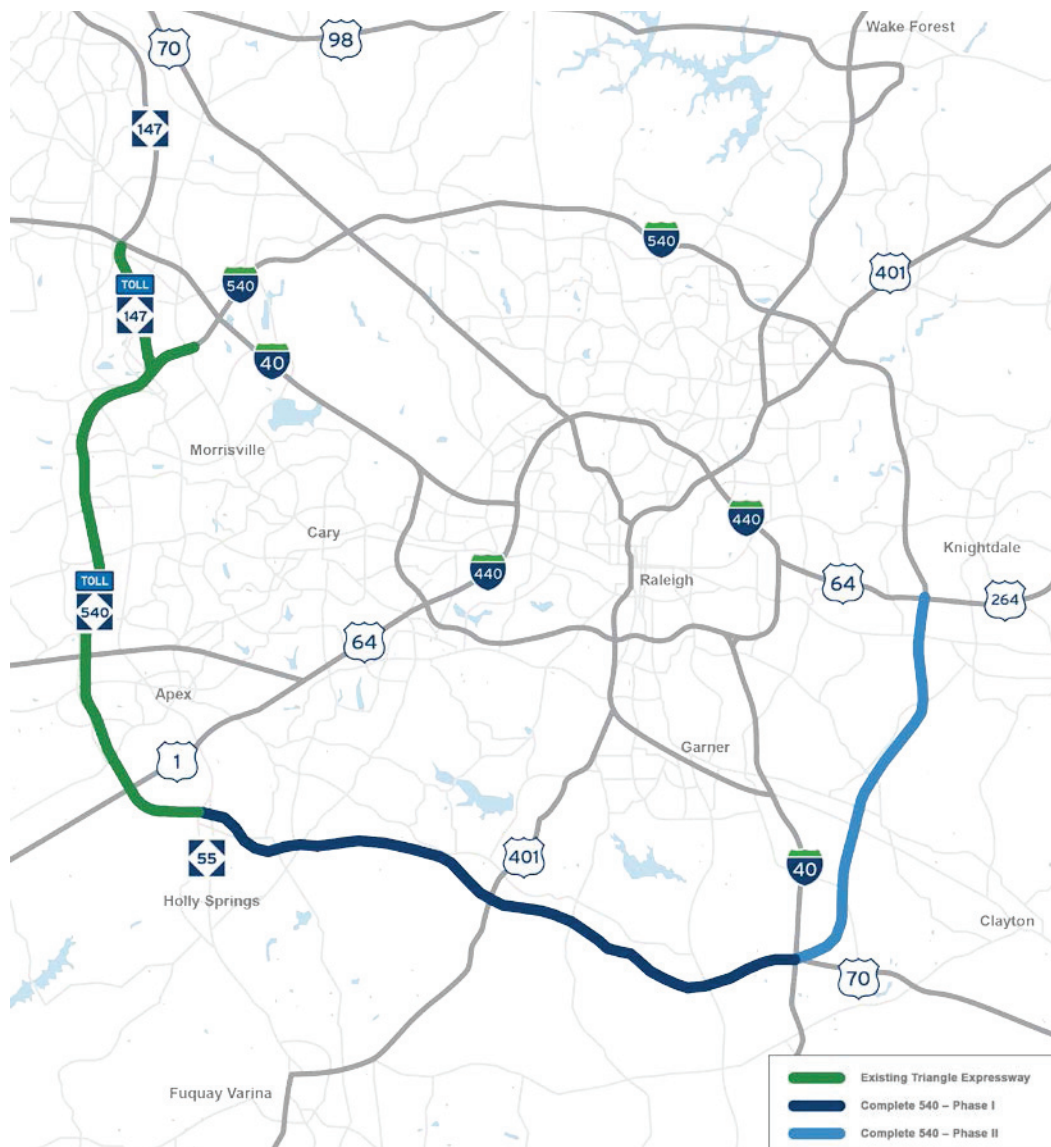 Wake Forest
70
98
147
540
401
TOLL
147
540
40
Morrisville
440
Cary
440
Knightdale
TOLL
540
Raleigh
64
264
64
Apex
Garner
1
55
401
40
Holly Springs
Clayton
70
Fuquay Varina
Existing Triangle Expressway
Complete 540 – Phase I
Complete 540 – Phase II